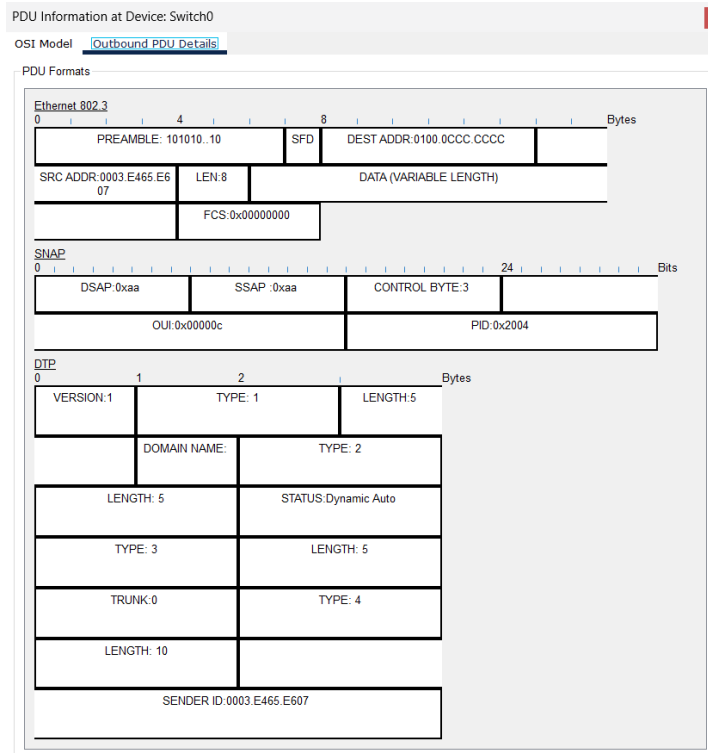 PDU Information at Device: Switch0
OSI Model Outbound PDU Details
PDU Formats
Ethernet 802.3
0 4 8 Bytes
PREAMBLE: 101010..10 SFD DEST ADDR:0100.0CCC.CCCC
SRC ADDR:0003.E465.E6
07 LEN:8 DATA (VARIABLE LENGTH)
FCS:0x00000000
SNAP
0 24 Bits
DSAP:0xaa SSAP :0xaa CONTROL BYTE:3
OUI:0x00000c PID:0x2004
DTP
0 1 2 Bytes
VERSION:1 TYPE: 1 LENGTH:5
DOMAIN NAME: TYPE: 2
LENGTH: 5 STATUS:Dynamic Auto
TYPE: 3 LENGTH: 5
TRUNK:0 TYPE: 4
LENGTH: 10
SENDER ID:0003.E465.E607